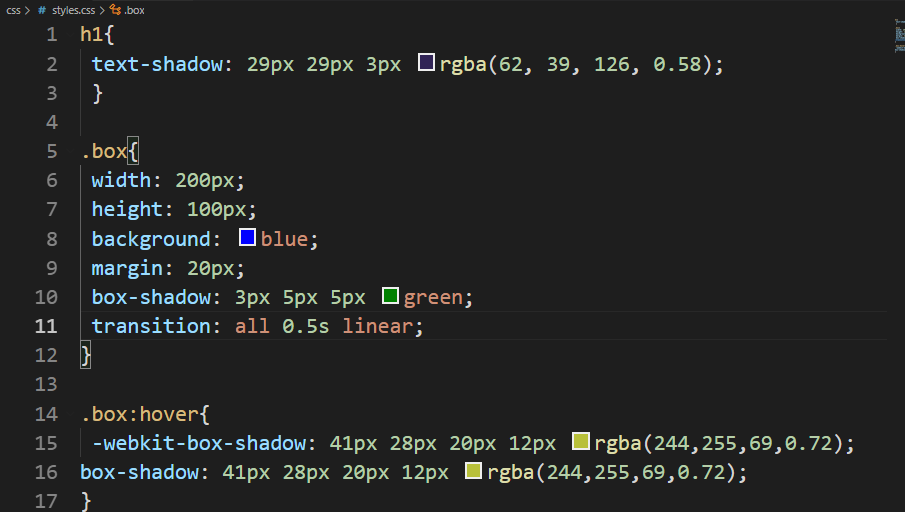 css > # styles.css > .box
1 h1{
2 text-shadow: 29px 29px 3px rgba(62, 39, 126, 0.58);
3 }
4
5 .box{
6 width: 200px;
7 height: 100px;
8 background: blue;
9 margin: 20px;
10 box-shadow: 3px 5px 5px green;
11 transition: all 0.5s linear;
12 }
13
14 .box:hover{
15 -webkit-box-shadow: 41px 28px 20px 12px rgba(244,255,69,0.72);
16 box-shadow: 41px 28px 20px 12px rgba(244,255,69,0.72);
17 }